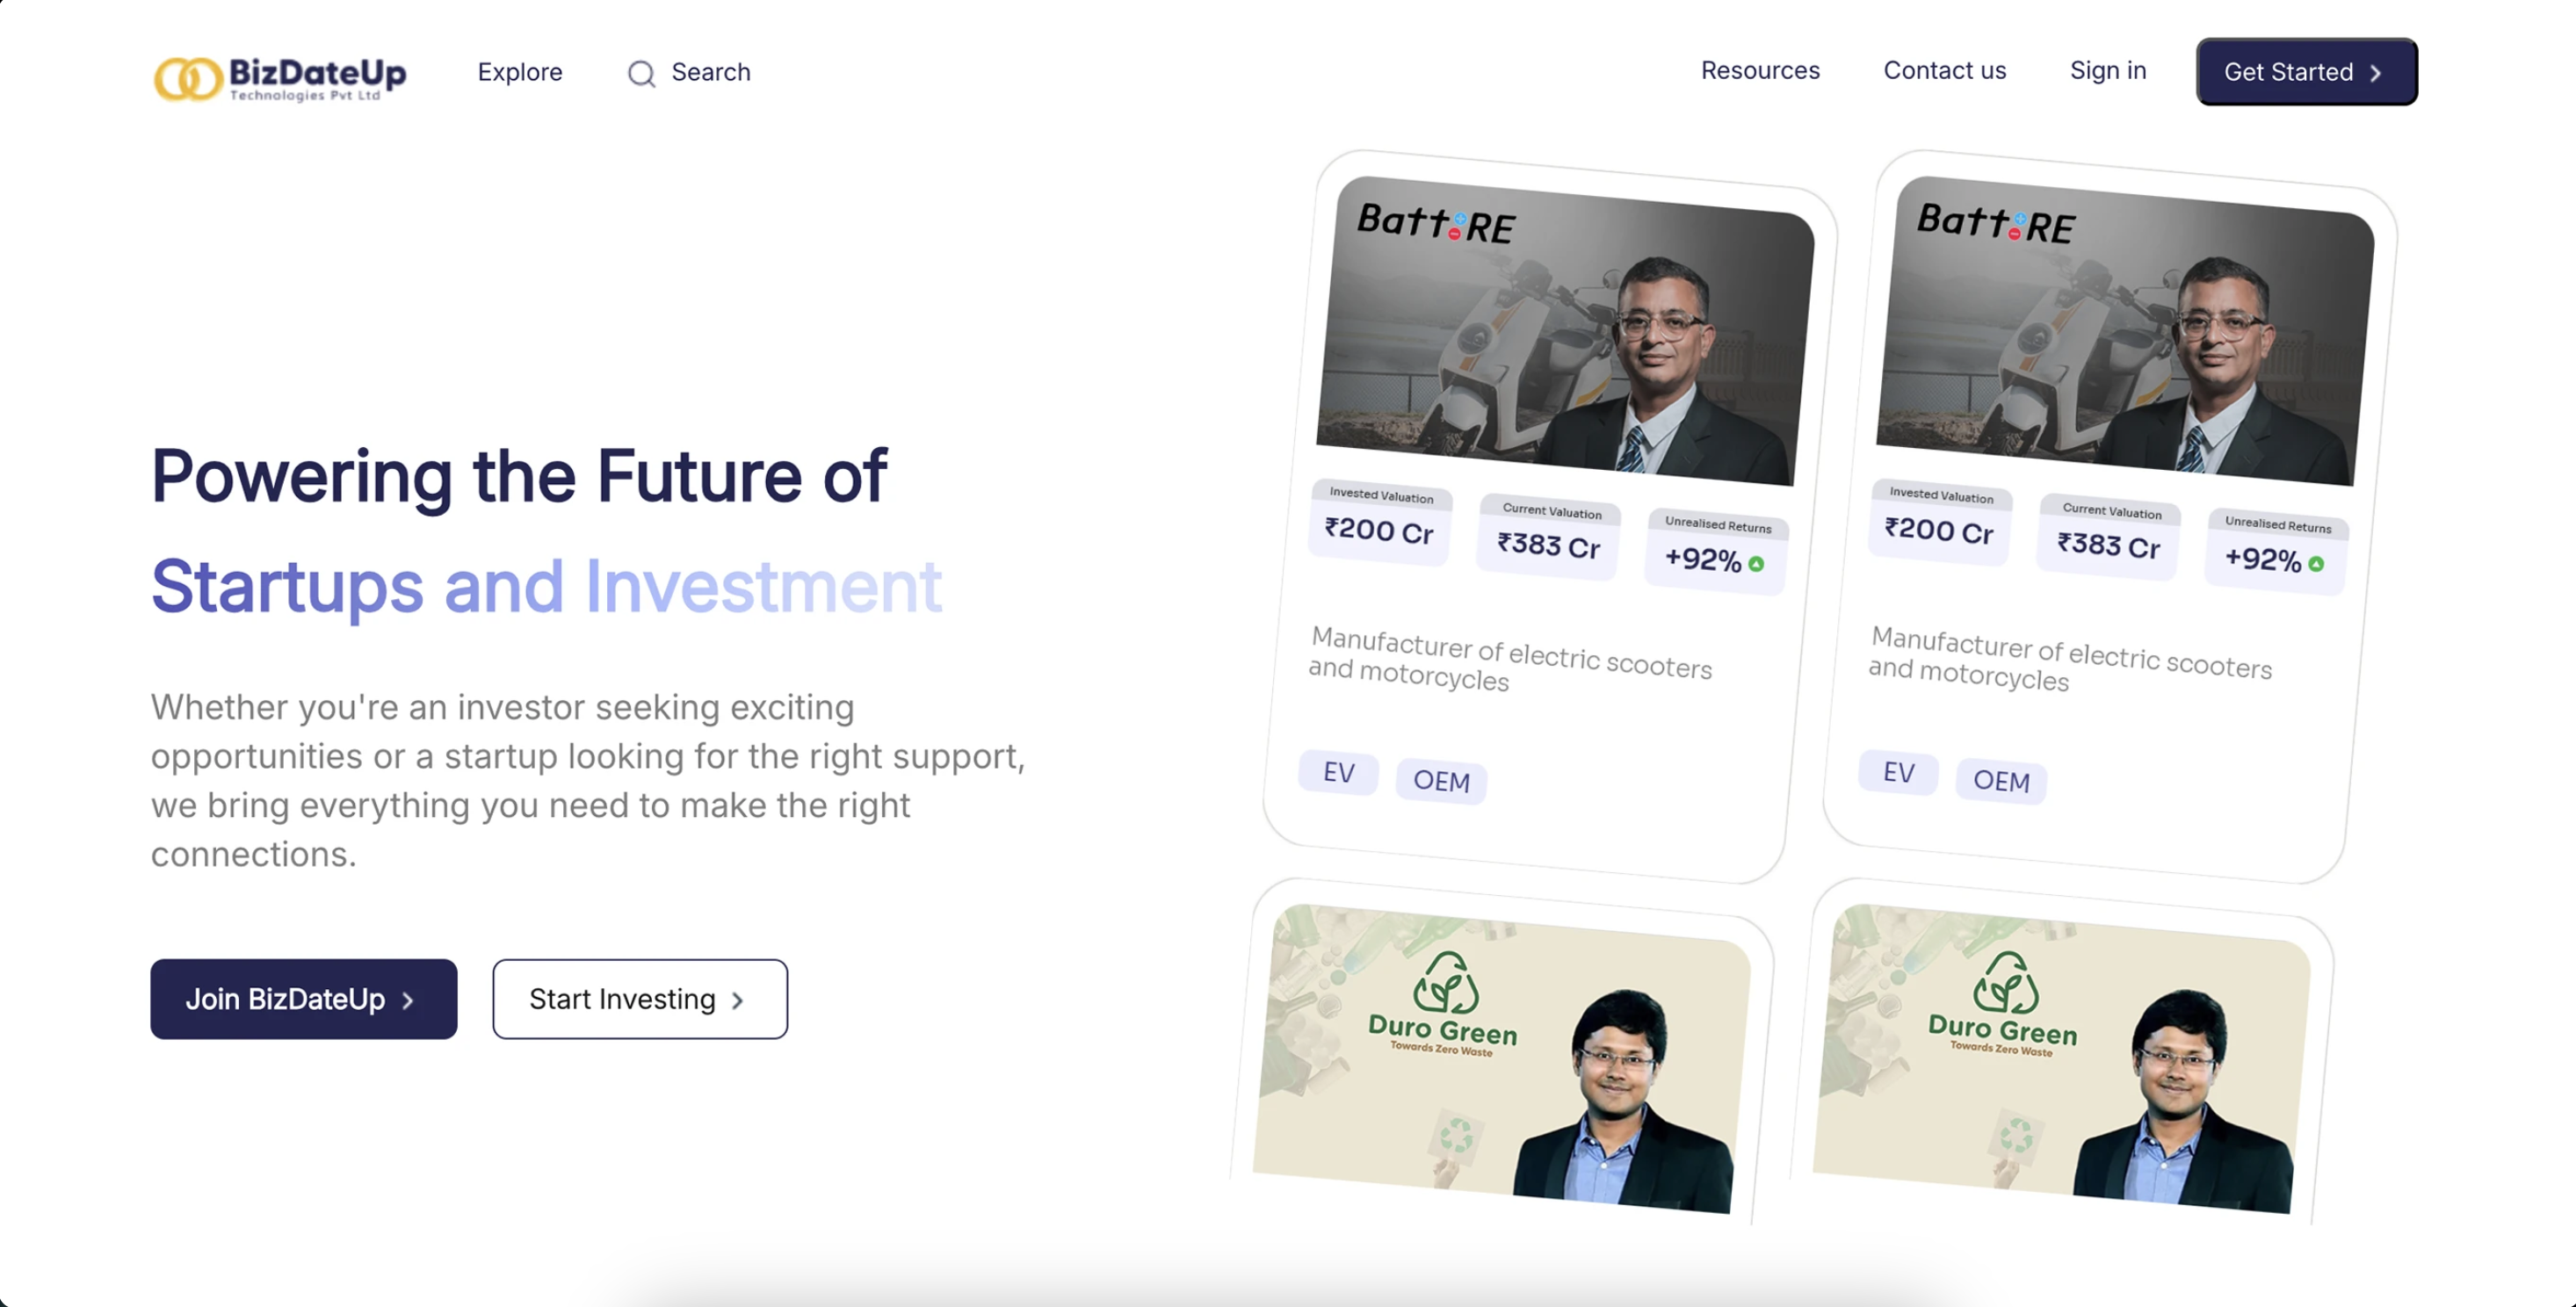 BizDateUp
Technologies Pvt Ltd
Explore
Search
Resources
Contact us
Sign in
Get Started
Powering the Future of
Startups and Investment
Whether you're an investor seeking exciting
opportunities or a startup looking for the right support,
we bring everything you need to make the right
connections.
Join BizDateUp
Start Investing
Batt:RE
Invested Valuation
₹200 Cr
Current Valuation
₹383 Cr
Unrealised Returns
+92%
Manufacturer of electric scooters
and motorcycles
EV
OEM
Batt:RE
Invested Valuation
₹200 Cr
Current Valuation
₹383 Cr
Unrealised Returns
+92%
Manufacturer of electric scooters
and motorcycles
EV
OEM
Duro Green
Towards Zero Waste
Duro Green
Towards Zero Waste